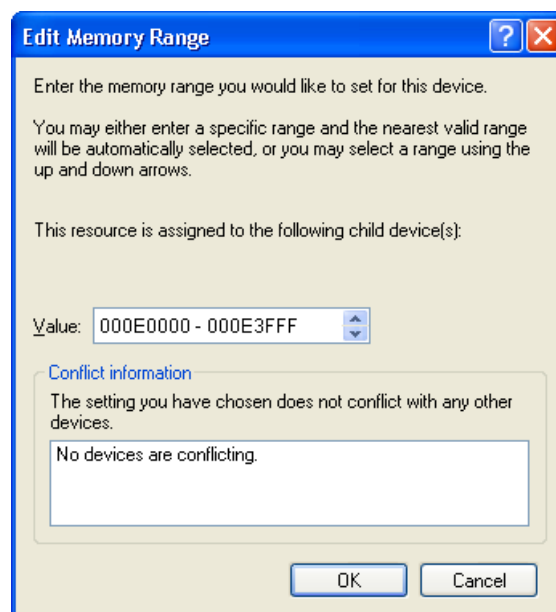 Edit Memory Range
Enter the memory range you would like to set for this device.
You may either enter a specific range and the nearest valid range
will be automatically selected, or you may select a range using the
up and down arrows.
This resource is assigned to the following child device(s):
Value: 000E0000 - 000E3FFF
Conflict information
The setting you have chosen does not conflict with any other
devices.
No devices are conflicting.
OK Cancel